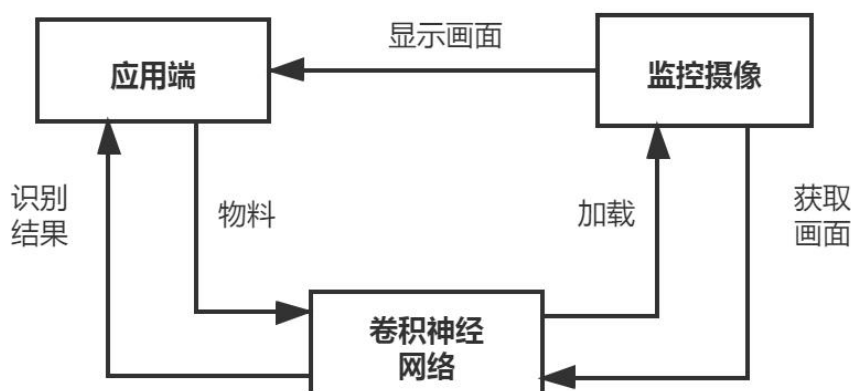 显示画面
应用端
监控摄像
识别
结果
物料
加载
获取
画面
卷积神经
网络